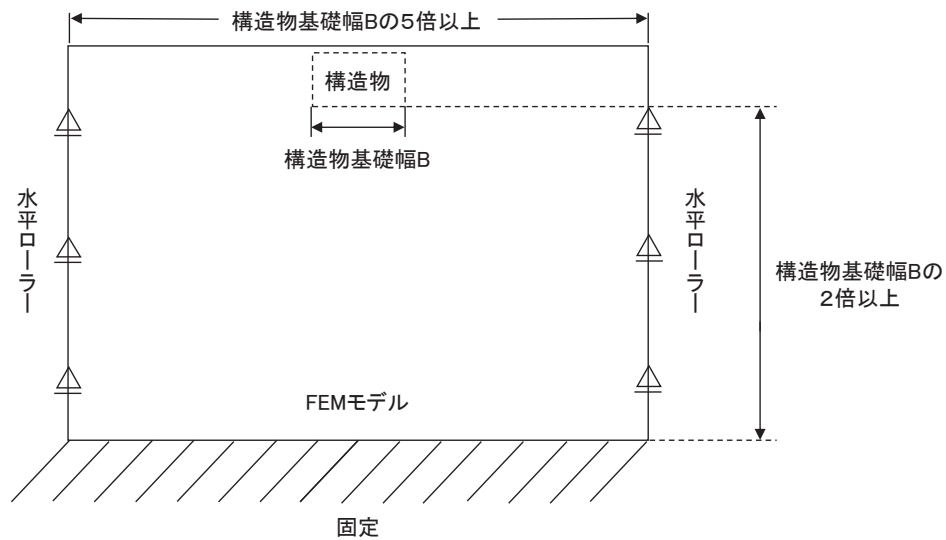 構造物基礎幅Bの5倍以上
構造物
構造物基礎幅B
水平ローラー
水平ローラー
構造物基礎幅Bの
2倍以上
FEMモデル
固定